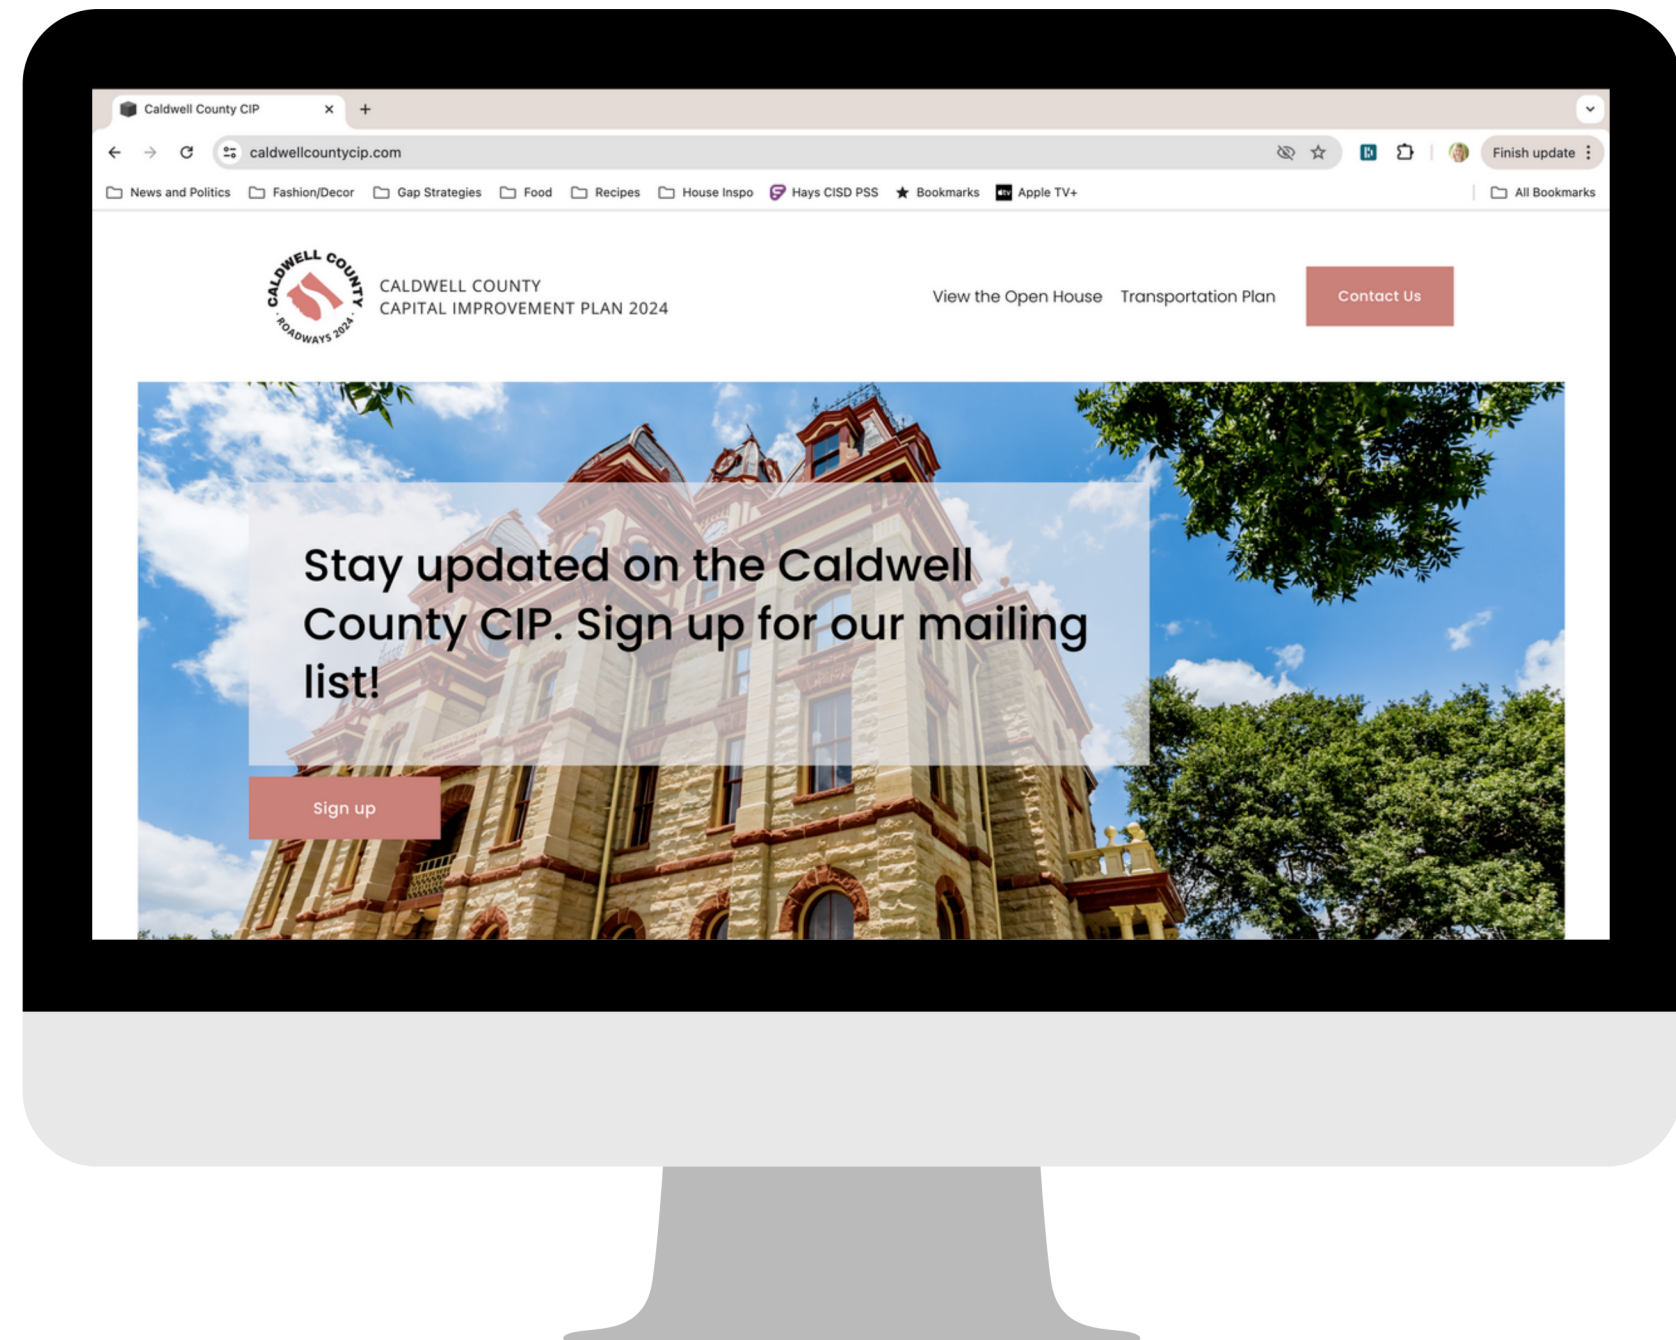 Caldwell County CIP
caldwellcountycip.com
Finish update
News and Politics Fashion/Decor Gap Strategies Food Recipes House Inspo Hays CISD PSS Bookmarks tv Apple TV+ All Bookmarks
CALDWELL COUNTY
· ROADWAYS 2024 ·
CALDWELL COUNTY
CAPITAL IMPROVEMENT PLAN 2024
View the Open House Transportation Plan Contact Us
Stay updated on the Caldwell
County CIP. Sign up for our mailing
list!
Sign up